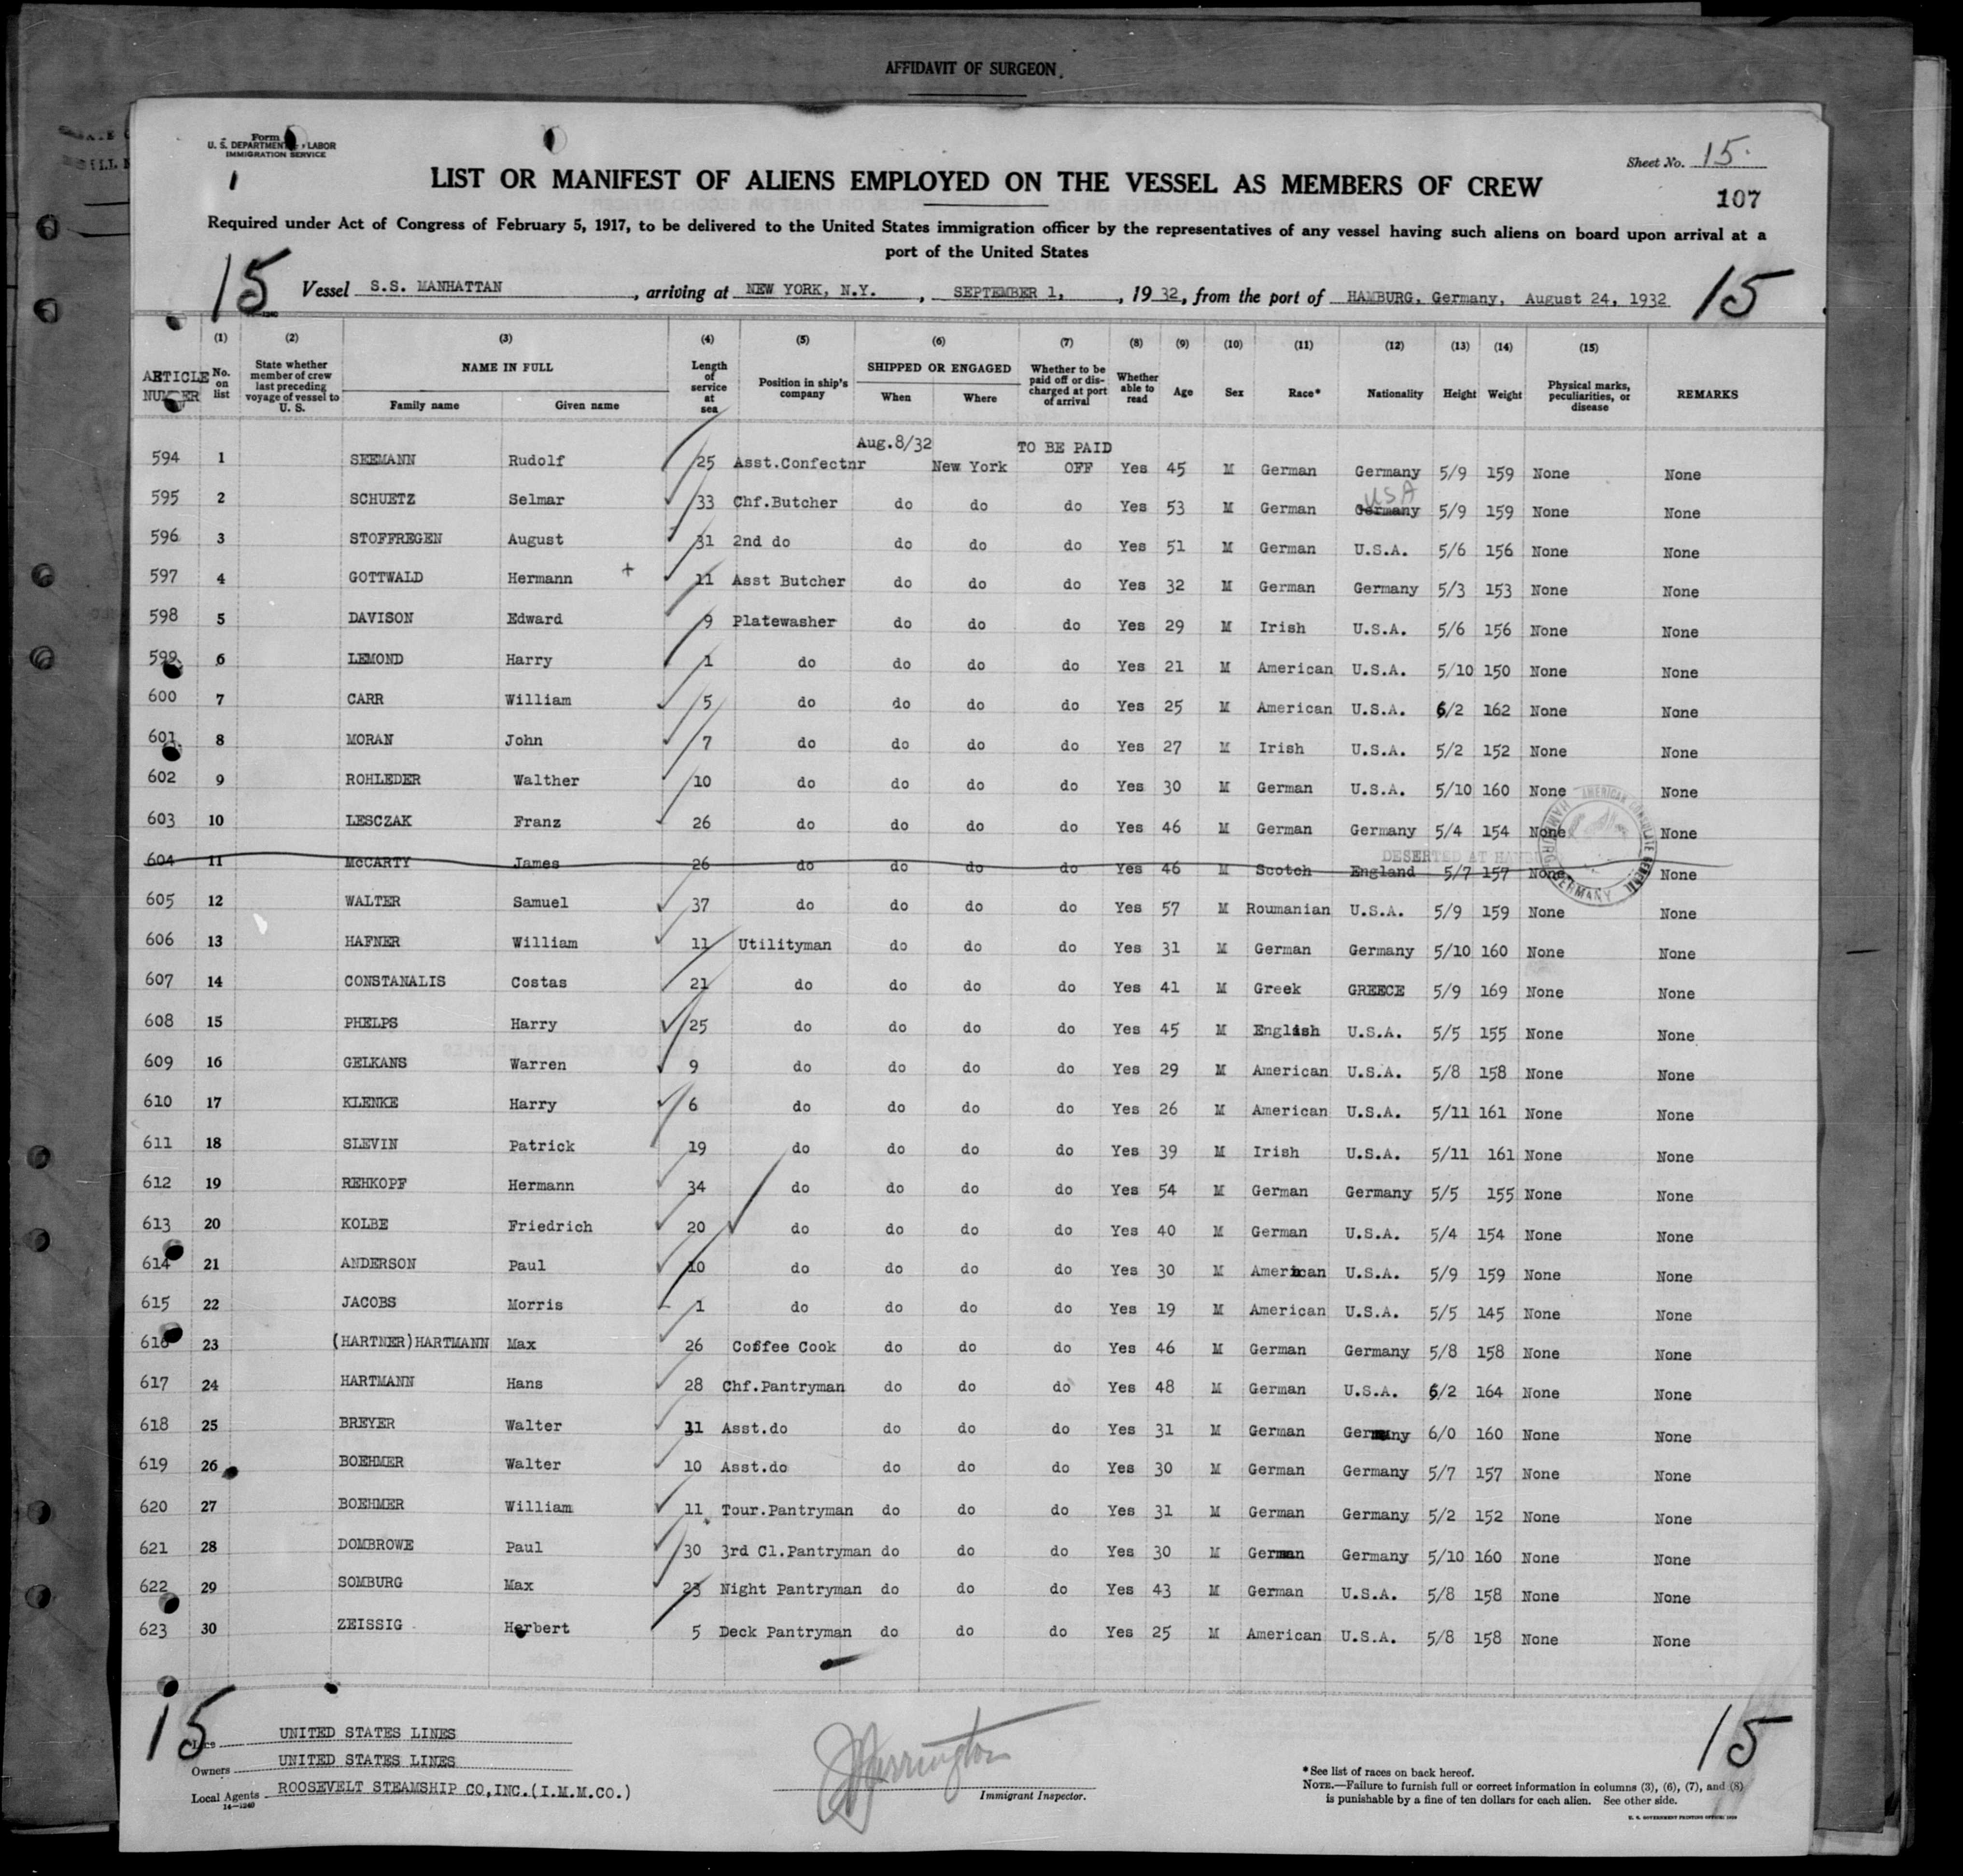 AFFIDAVIT OF SURGEON
Form
U. S. DEPARTMENT LABOR
IMMIGRATION SERVICE
Sheet No. 15.
LIST OR MANIFEST OF ALIENS EMPLOYED ON THE VESSEL AS MEMBERS OF CREW
107
Required under Act of Congress of February 5, 1917, to be delivered to the United States immigration officer by the representatives of any vessel having such aliens on board upon arrival at a
port of the United States
15 Vessel S.S. MANHATTAN, arriving at NEW YORK, N.Y., SEPTEMBER 1, , 19 32, from the port of HAMBURG, Germany, August 24, 1932 15
(1) (2) (3) (4) (5) (6) (7) (8) (9) (10) (11) (12) (13) (14) (15)
ARTICLE NUMBER No. on list State whether member of crew last preceding voyage of vessel to U. S. NAME IN FULL Family name Given name Length of service at sea Position in ship's company SHIPPED OR ENGAGED When Where Whether to be paid off or discharged at port of arrival Whether able to read Age Sex Race* Nationality Height Weight Physical marks, peculiarities, or disease REMARKS
594 1 SEEMANN Rudolf 25 Asst.Confectnr Aug.8/32 New York TO BE PAID OFF Yes 45 M German Germany 5/9 159 None None
595 2 SCHUETZ Selmar 33 Chf.Butcher do do do Yes 53 M German Germany USA 5/9 159 None None
596 3 STOFFREGEN August 31 2nd do do do do Yes 51 M German U.S.A. 5/6 156 None None
597 4 GOTTWALD Hermann + 11 Asst Butcher do do do Yes 32 M German Germany 5/3 153 None None
598 5 DAVISON Edward 9 Platewasher do do do Yes 29 M Irish U.S.A. 5/6 156 None None
599 6 LEMOND Harry 1 do do do do Yes 21 M American U.S.A. 5/10 150 None None
600 7 CARR William 5 do do do do Yes 25 M American U.S.A. 6/2 162 None None
601 8 MORAN John 7 do do do do Yes 27 M Irish U.S.A. 5/2 152 None None
602 9 ROHLEDER Walther 10 do do do do Yes 30 M German U.S.A. 5/10 160 None None
603 10 LESCZAK Franz 26 do do do do Yes 46 M German Germany 5/4 154 None None
AMERICAN CONSULATE GENERAL HAMBURG GERMANY
DESERTED AT
604 11 McCARTY James 26 do do do do Yes 46 M Scotch England 5/7 157 None None
605 12 WALTER Samuel 37 do do do do Yes 57 M Roumanian U.S.A. 5/9 159 None None
606 13 HAFNER William 11 Utilityman do do do Yes 31 M German Germany 5/10 160 None None
607 14 CONSTANALIS Costas 21 do do do do Yes 41 M Greek GREECE 5/9 169 None None
608 15 PHELPS Harry 25 do do do do Yes 45 M English U.S.A. 5/5 155 None None
609 16 GELKANS Warren 9 do do do do Yes 29 M American U.S.A. 5/8 158 None None
610 17 KLENKE Harry 6 do do do do Yes 26 M American U.S.A. 5/11 161 None None
611 18 SLEVIN Patrick 19 do do do do Yes 39 M Irish U.S.A. 5/11 161 None None
612 19 REHKOPF Hermann 34 do do do do Yes 54 M German Germany 5/5 155 None None
613 20 KOLBE Friedrich 20 do do do do Yes 40 M German U.S.A. 5/4 154 None None
614 21 ANDERSON Paul 10 do do do do Yes 30 M American U.S.A. 5/9 159 None None
615 22 JACOBS Morris 1 do do do do Yes 19 M American U.S.A. 5/5 145 None None
616 23 (HARTNER)HARTMANN Max 26 Coffee Cook do do do Yes 46 M German Germany 5/8 158 None None
617 24 HARTMANN Hans 28 Chf.Pantryman do do do Yes 48 M German U.S.A. 6/2 164 None None
618 25 BREYER Walter 11 Asst.do do do do Yes 31 M German Germany 6/0 160 None None
619 26 BOEHMER Walter 10 Asst.do do do do Yes 30 M German Germany 5/7 157 None None
620 27 BOEHMER William 11 Tour.Pantryman do do do Yes 31 M German Germany 5/2 152 None None
621 28 DOMBROWE Paul 30 3rd Cl.Pantryman do do do Yes 30 M German Germany 5/10 160 None None
622 29 SOMBURG Max 23 Night Pantryman do do do Yes 43 M German U.S.A. 5/8 158 None None
623 30 ZEISSIG Herbert 5 Deck Pantryman do do do Yes 25 M American U.S.A. 5/8 158 None None
15 15
Line UNITED STATES LINES
Owners UNITED STATES LINES
Local Agents ROOSEVELT STEAMSHIP CO,INC.(I.M.M.CO.)
14—1240
Immigrant Inspector.
*See list of races on back hereof.
NOTE.—Failure to furnish full or correct information in columns (3), (6), (7), and (8)
is punishable by a fine of ten dollars for each alien. See other side.